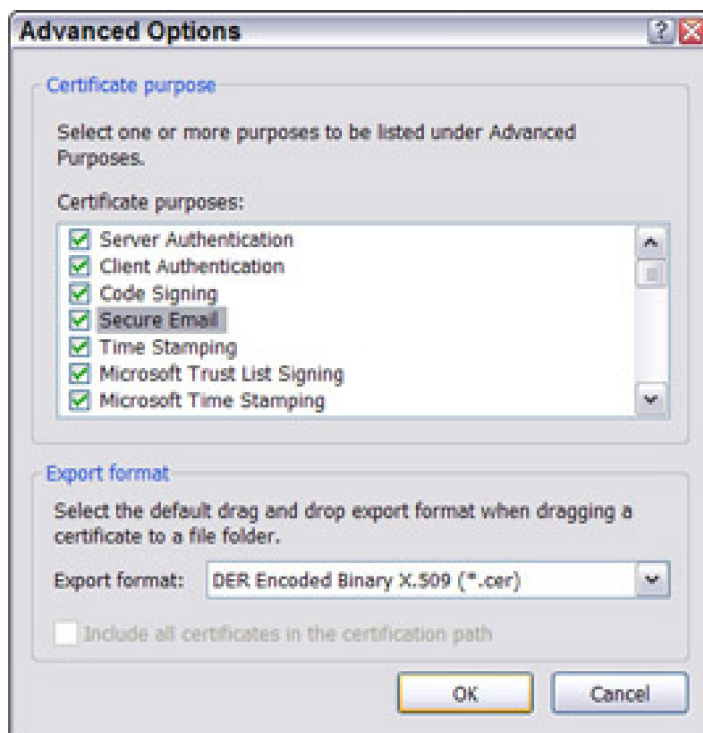 Advanced Options
Certificate purpose
Select one or more purposes to be listed under Advanced
Purposes.
Certificate purposes:
Server Authentication
Client Authentication
Code Signing
Secure Email
Time Stamping
Microsoft Trust List Signing
Microsoft Time Stamping
Export format
Select the default drag and drop export format when dragging a
certificate to a file folder.
Export format: DER Encoded Binary X.509 (*.cer)
Include all certificates in the certification path
OK Cancel